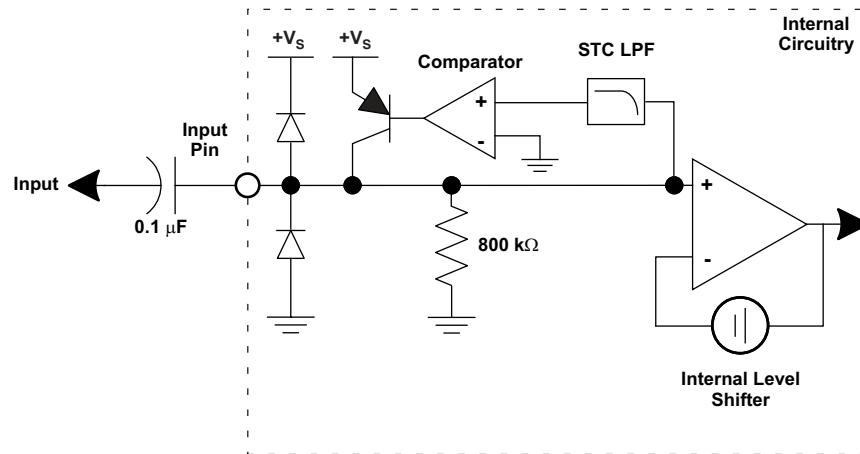 Internal
Circuitry
+VS
+VS
STC LPF
Comparator
+
-
Input
Pin
Input
0.1 μF
800 kΩ
+
-
Internal Level
Shifter